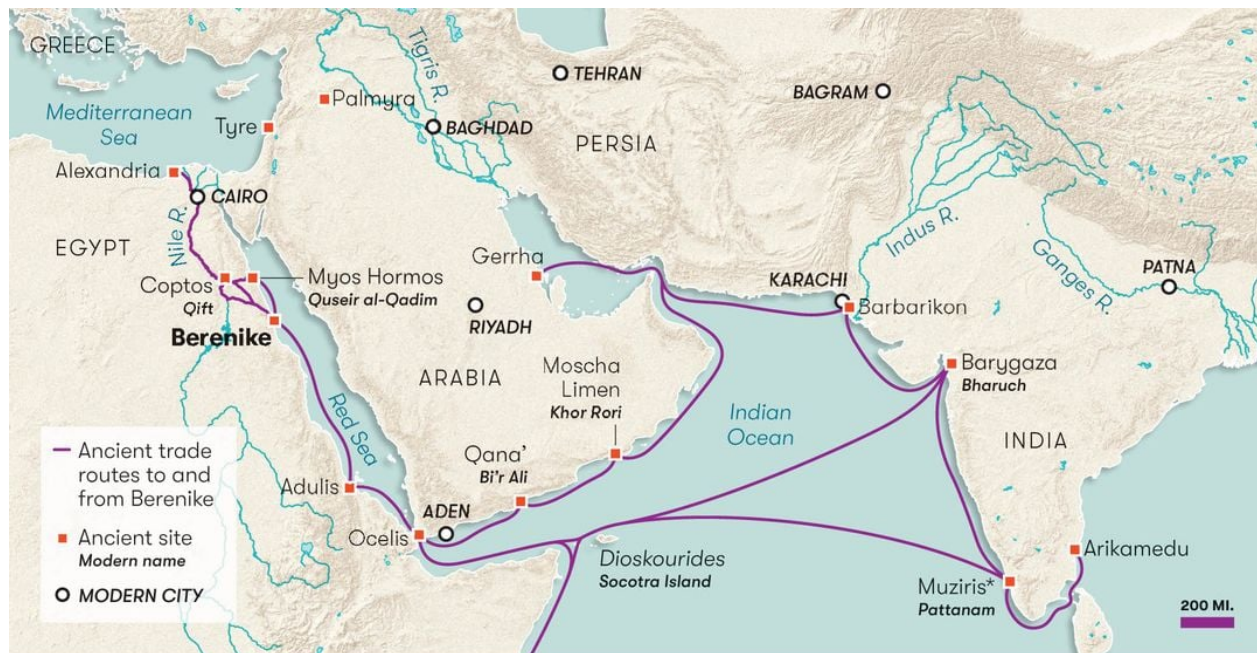 GREECE
Mediterranean
Sea
Tyre
Palmyra
Tigris R.
BAGHDAD
TEHRAN
PERSIA
BAGRAM
Alexandria
CAIRO
Nile R.
EGYPT
Coptos
Qift
Myos Hormos
Quseir al-Qadim
Berenike
Gerrha
RIYADH
ARABIA
KARACHI
Barbarikon
Indus R.
Ganges R.
PATNA
Moscha
Limen
Khor Rori
Barygaza
Bharuch
Indian
Ocean
INDIA
Red Sea
Qana’
Bi’r Ali
Adulis
ADEN
Ocelis
Dioskourides
Socotra Island
Muziris*
Pattanam
Arikamedu
Ancient trade
routes to and
from Berenike
Ancient site
Modern name
MODERN CITY
200 MI.